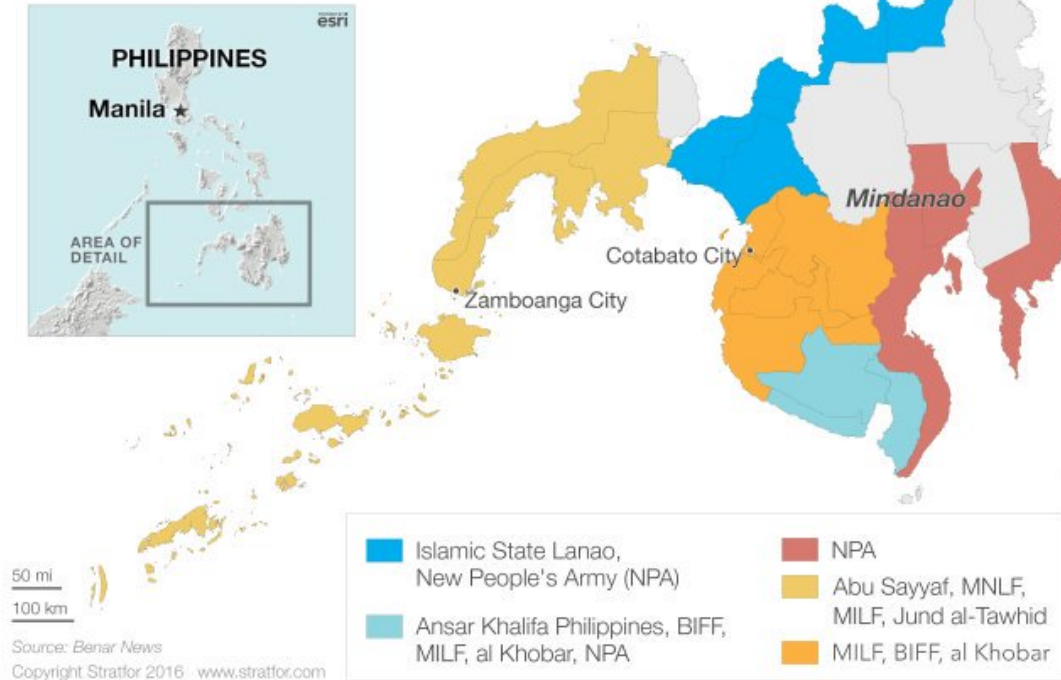 esri
PHILIPPINES
Manila
AREA OF
DETAIL
Mindanao
Cotabato City
Zamboanga City
50 mi
100 km
Source: Benar News
Copyright Stratfor 2016 www.stratfor.com
Islamic State Lanao,
New People's Army (NPA)
Ansar Khalifa Philippines, BIFF,
MILF, al Khobar, NPA
NPA
Abu Sayyaf, MNLF,
MILF, Jund al-Tawhid
MILF, BIFF, al Khobar